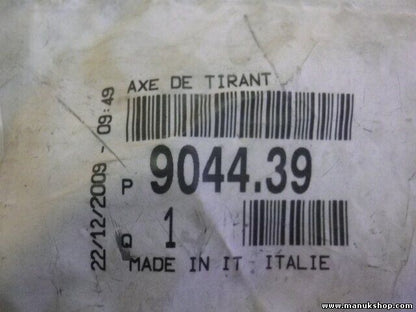 AXE DE TIRANT
22/12/2009 - 09:49
P 9044.39
Q 1
MADE IN IT ITALIE
www.manukshop.com